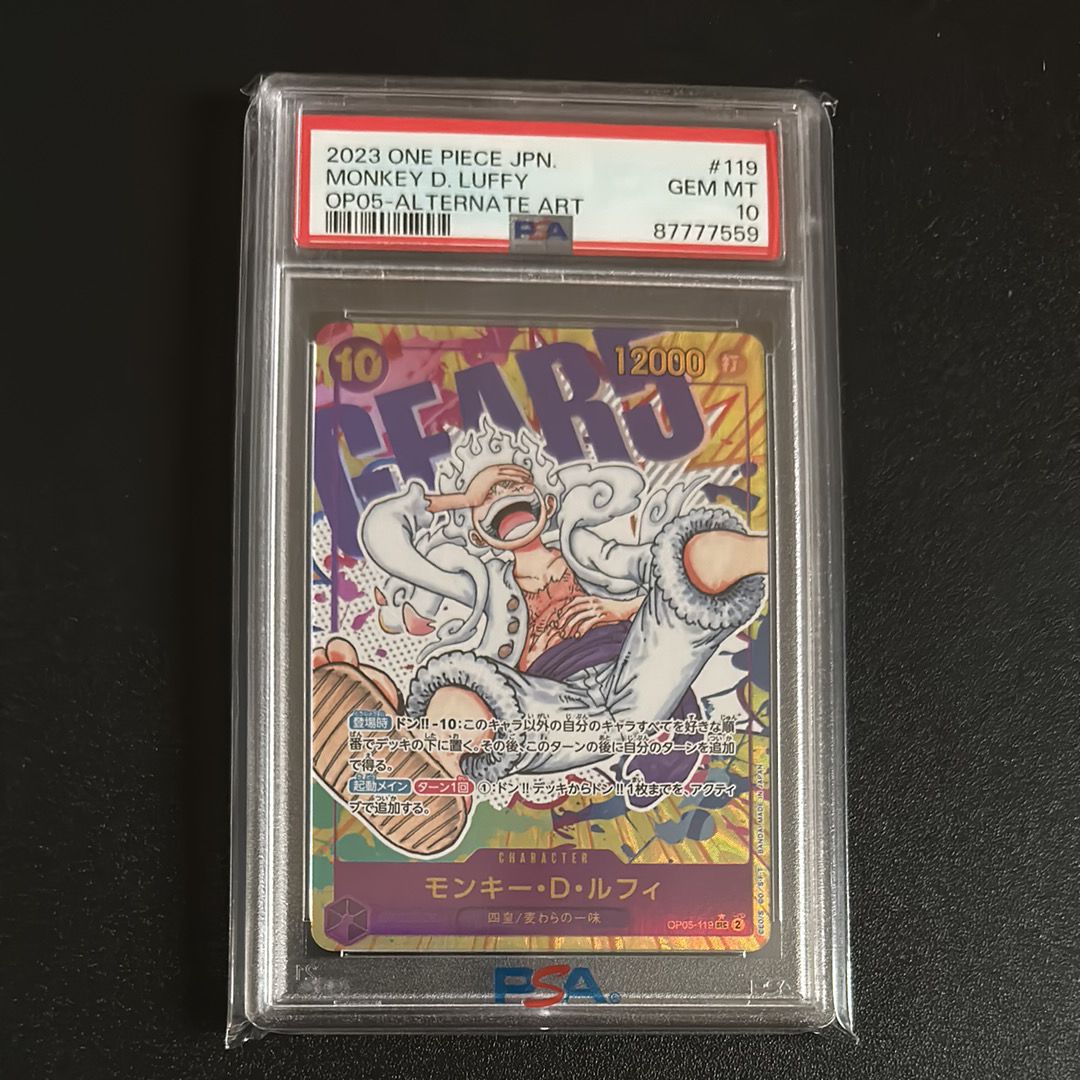 2023 ONE PIECE JPN.
#119
MONKEY D. LUFFY
GEM MT
OP05-ALTERNATE ART
10
PSA
87777559
10
12000
打
GEAR5
登場時 ドン!!-10:このキャラ以外の自分のキャラすべてを好きな順
番でデッキの下に置く。その後、このターンの後に自分のターンを追加
で得る。
起動メイン ターン1回 ①:ドン!!デッキからドン!!1枚までを、アクティ
ブで追加する。
CHARACTER
モンキー・D・ルフィ
四皇/麦わらの一味
OP05-119 SEC 2
PSA